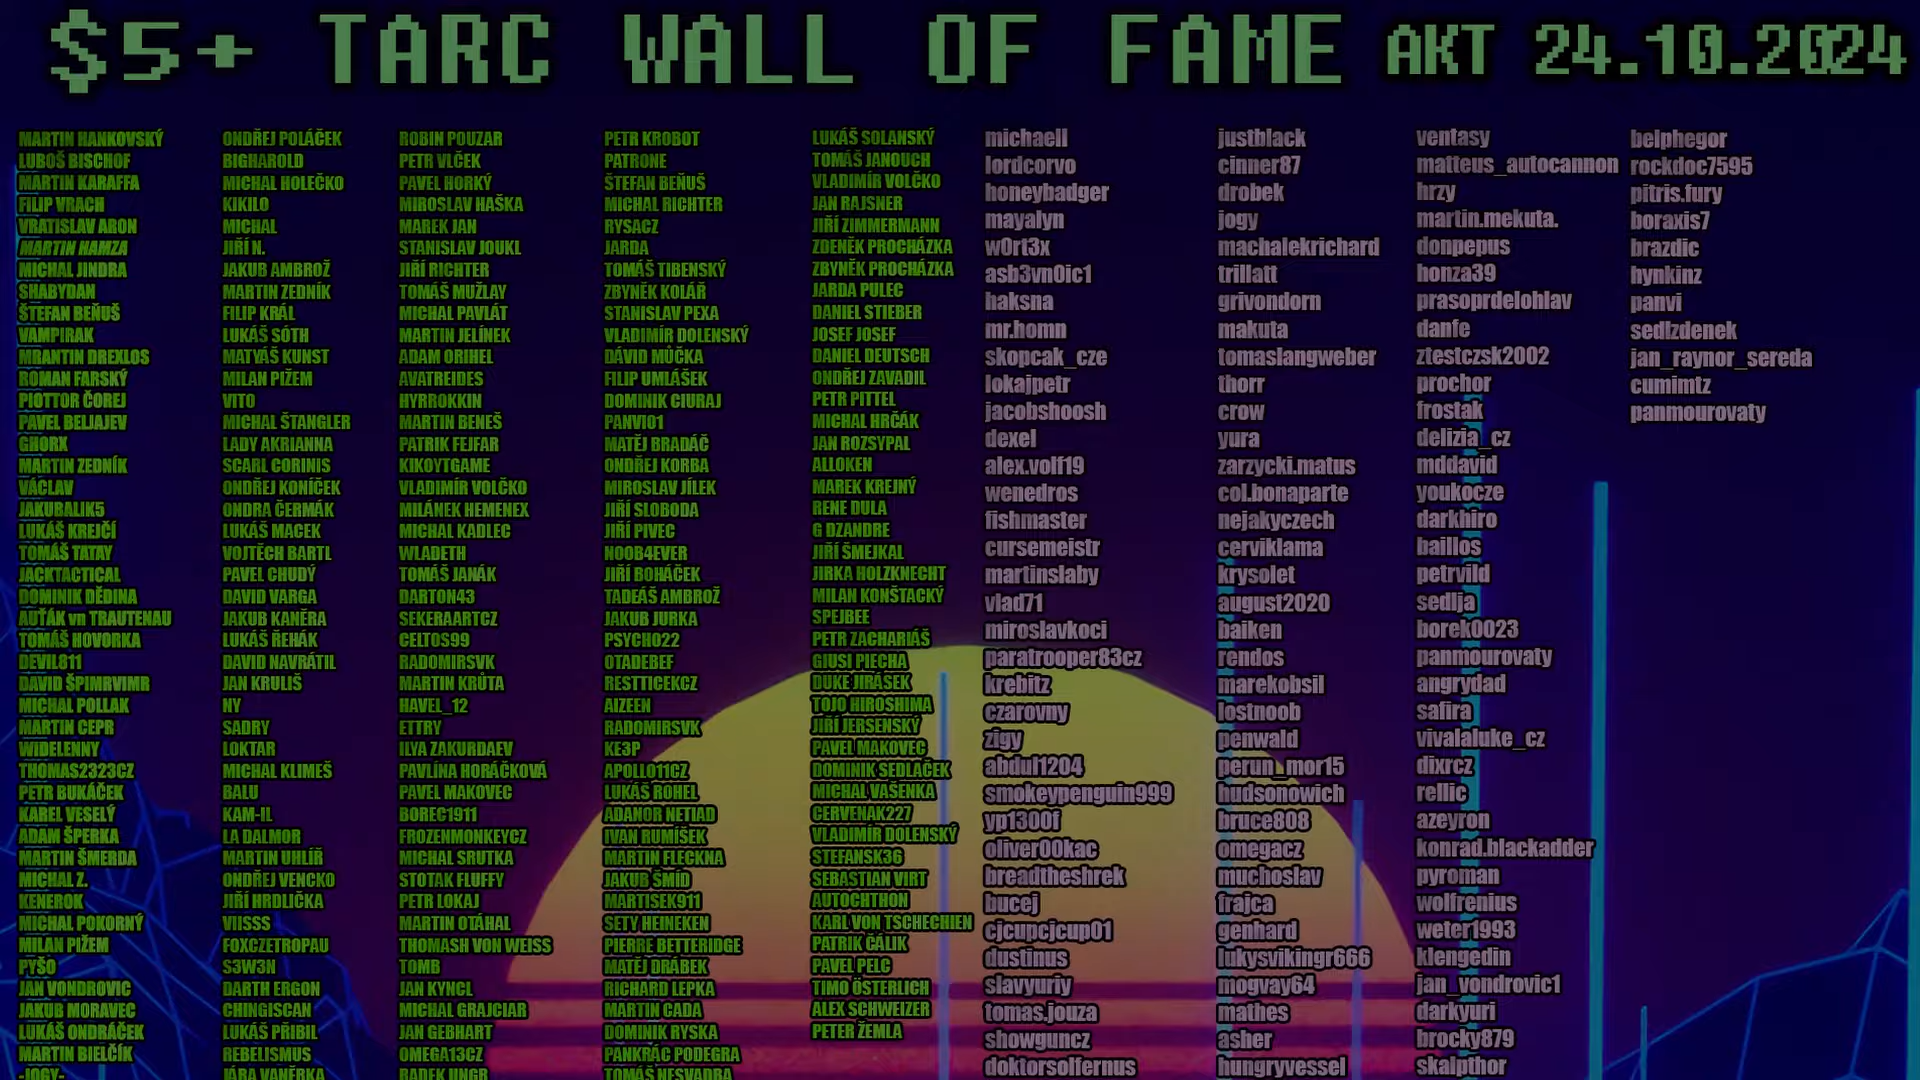 $5+ TARC WALL OF FAME AKT 24.10.2024
MARTIN HANKOVSKÝ
LUBOŠ BISCHOF
MARTIN KARAFFA
FILIP VRACH
VRATISLAV ARON
MARTIN HAMZA
MICHAL JINDRA
SHABYDAN
ŠTEFAN BEŇUŠ
VAMPIRAK
MRANTIN DREXLOS
ROMAN FARSKÝ
PIOTTOR ČOREJ
PAVEL BELJAJEV
GHORX
MARTIN ZEDNÍK
VÁCLAV
JAKUBALIK5
LUKÁŠ KREJČÍ
TOMÁŠ TATAY
JACKTACTICAL
DOMINIK DĚDINA
AUŤÁK vn TRAUTENAU
TOMÁŠ HOVORKA
DEVIL811
DAVID ŠPIMRVIMR
MICHAL POLLAK
MARTIN CEPR
WIDELENNY
THOMAS2323CZ
PETR BUKÁČEK
KAREL VESELÝ
ADAM ŠPERKA
MARTIN ŠMERDA
MICHAL Z.
KENEROK
MICHAL POKORNÝ
MILAN PIŽEM
PYŠO
JAN VONDROVIC
JAKUB MORAVEC
LUKÁŠ ONDRÁČEK
MARTIN BIELČÍK
-JOGY-
ONDŘEJ POLÁČEK
BIGHAROLD
MICHAL HOLEČKO
KIKILO
MICHAL
JIŘÍ N.
JAKUB AMBROŽ
MARTIN ZEDNÍK
FILIP KRÁL
LUKÁŠ SÓTH
MATYÁŠ KUNST
MILAN PIŽEM
VITO
MICHAL ŠTANGLER
LADY AKRIANNA
SCARL CORINIS
ONDŘEJ KONÍČEK
ONDRA ČERMÁK
LUKÁŠ MACEK
VOJTĚCH BARTL
PAVEL CHUDÝ
DAVID VARGA
JAKUB KANĚRA
LUKÁŠ ŘEHÁK
DAVID NAVRÁTIL
JAN KRULIŠ
NY
SADRY
LOKTAR
MICHAL KLIMEŠ
BALU
KAM-IL
LA DALMOR
MARTIN UHLÍŘ
ONDŘEJ VENCKO
JIŘÍ HRDLIČKA
VIISSS
FOXCZETROPAU
S3W3N
DARTH ERGON
CHINGISCAN
LUKÁŠ PŘIBIL
REBELISMUS
JÁRA VANĚRKA
ROBIN POUZAR
PETR VLČEK
PAVEL HORKÝ
MIROSLAV HAŠKA
MAREK JAN
STANISLAV JOUKL
JIŘÍ RICHTER
TOMÁŠ MUŽLAY
MICHAL PAVLÁT
MARTIN JELÍNEK
ADAM ORIHEL
AVATREIDES
HYRROKKIN
MARTIN BENEŠ
PATRIK FEJFAR
KIKOYTGAME
VLADIMÍR VOLČKO
MILÁNEK HEMENEX
MICHAL KADLEC
WLADETH
TOMÁŠ JANÁK
DARTON43
SEKERAARTCZ
CELTOS99
RADOMIRSVK
MARTIN KRŮTA
HAVEL_12
ETTRY
ILYA ZAKURDAEV
PAVLÍNA HORÁČKOVÁ
PAVEL MAKOVEC
BOREC1911
FROZENMONKEYCZ
MICHAL SRUTKA
STOTAK FLUFFY
PETR LOKAJ
MARTIN OTÁHAL
THOMASH VON WEISS
TOMB
JAN KYNCL
MICHAL GRAJCIAR
JAN GEBHART
OMEGA13CZ
RADEK UNGR
PETR KROBOT
PATRONE
ŠTEFAN BEŇUŠ
MICHAL RICHTER
RYSACZ
JARDA
TOMÁŠ TIBENSKÝ
ZBYNĚK KOLÁŘ
STANISLAV PEXA
VLADIMÍR DOLENSKÝ
DÁVID MŮČKA
FILIP UMLÁŠEK
DOMINIK CIURAJ
PANVI01
MATĚJ BRADÁČ
ONDŘEJ KORBA
MIROSLAV JÍLEK
JIŘÍ SLOBODA
JIŘÍ PIVEC
N00B4EVER
JIŘÍ BOHÁČEK
TADEÁŠ AMBROŽ
JAKUB JURKA
PSYCHO22
OTADEBEF
RESTTICEKCZ
AIZEEN
RADOMIRSVK
KE3P
APOLLO11CZ
LUKÁŠ ROHEL
ADANOR NETIAD
IVAN RUMÍŠEK
MARTIN FLECKNA
JAKUB ŠMÍD
MARTISEK911
SETY HEINEKEN
PIERRE BETTERIDGE
MATĚJ DRÁBEK
RICHARD LEPKA
MARTIN CADA
DOMINIK RYSKA
PANKRÁC PODEGRA
TOMÁŠ NESVADBA
LUKÁŠ SOLANSKÝ
TOMÁŠ JANOUCH
VLADIMÍR VOLČKO
JAN RAJSNER
JIŘÍ ZIMMERMANN
ZDENĚK PROCHÁZKA
ZBYNĚK PROCHÁZKA
JARDA PULEC
DANIEL STIEBER
JOSEF JOSEF
DANIEL DEUTSCH
ONDŘEJ ZAVADIL
PETR PITTEL
MICHAL HRČÁK
JAN ROZSYPAL
ALLOKEN
MAREK KREJNÝ
RENE DULA
G DZANDRE
JIŘÍ ŠMEJKAL
JIRKA HOLZKNECHT
MILAN KONŠTACKÝ
SPEJBEE
PETR ZACHARIÁŠ
GIUSI PIECHA
DUKE JIRÁSEK
TOJO HIROSHIMA
JIŘÍ JERSENSKÝ
PAVEL MAKOVEC
DOMINIK SEDLAČEK
MICHAL VAŠENKA
CERVENAK227
VLADIMÍR DOLENSKÝ
STEFANSK36
SEBASTIAN VIRT
AUTOCHTHON
KARL VON TSCHECHIEN
PATRIK ČÁLIK
PAVEL PELC
TIMO ÖSTERLICH
ALEX SCHWEIZER
PETER ŽEMLA
michaell
lordcorvo
honeybadger
mayalyn
w0rt3x
asb3vn0ic1
haksna
mr.homn
skopcak_cze
lokajpetr
jacobshoosh
dexel
alex.volf19
wenedros
fishmaster
cursemeistr
martinslaby
vlad71
miroslavkoci
paratrooper83cz
krebitz
czarovny
zigy
abdul1204
smokeypenguin999
yp1300f
oliver00kac
breadtheshrek
bucej
cjcupcjcup01
dustinus
slavyuriy
tomas.jouza
showguncz
doktorsolfernus
justblack
cinner87
drobek
jogy
machalekrichard
trillatt
grivondorn
makuta
tomaslangweber
thorr
crow
yura
zarzycki.matus
col.bonaparte
nejakyczech
cerviklama
krysolet
august2020
baiken
rendos
marekobsil
lostnoob
penwald
perun_mor15
hudsonowich
bruce808
omegacz
muchoslav
frajca
genhard
lukysvikingr666
mogvay64
mathes
asher
hungryvessel
ventasy
matteus_autocannon
hrzy
martin.mekuta.
donpepus
honza39
prasoprdelohlav
danfe
ztestczsk2002
prochor
frostak
delizia_cz
mddavid
youkocze
darkhiro
baillos
petrvild
sedlja
borek0023
panmourovaty
angrydad
safira
vivalaluke_cz
dixrcz
rellic
azeyron
konrad.blackadder
pyroman
wolfrenius
weter1993
klengedin
jan_vondrovic1
darkyuri
brocky879
skalpthor
belphegor
rockdoc7595
pitris.fury
boraxis7
brazdic
hynkinz
panvi
sedlzdenek
jan_raynor_sereda
cumimtz
panmourovaty